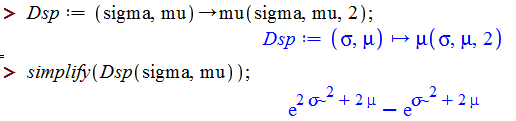 > Dsp := (sigma, mu)→mu(sigma, mu, 2);
Dsp := (σ, μ) ↦ μ(σ, μ, 2)
> simplify(Dsp(sigma, mu));
e^(2 σ~^2 + 2 μ) − e^(σ~^2 + 2 μ)